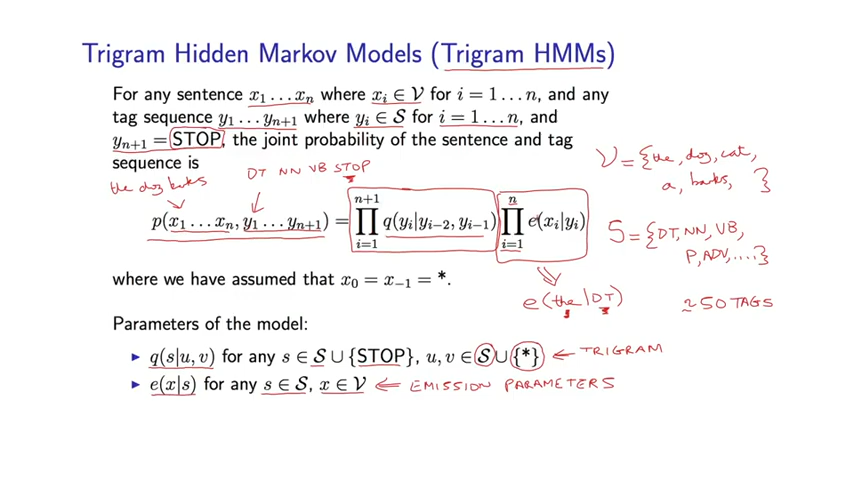 Trigram Hidden Markov Models (Trigram HMMs)
For any sentence x₁ … xₙ where xᵢ ∈ V for i = 1 … n, and any
tag sequence y₁ … yₙ₊₁ where yᵢ ∈ S for i = 1 … n, and
yₙ₊₁ = STOP, the joint probability of the sentence and tag
sequence is
V = {the, dog, cat,
a, barks, }
the dog barks
DT NN VB STOP
p(x₁ … xₙ, y₁ … yₙ₊₁) = ∏ᵢ₌₁ⁿ⁺¹ q(yᵢ|yᵢ₋₂, yᵢ₋₁) ∏ᵢ₌₁ⁿ e(xᵢ|yᵢ)
S = {DT, NN, VB,
P, ADV, ....}
where we have assumed that x₀ = x₋₁ = *.
e(the|DT)
≈ 50 TAGS
Parameters of the model:
▶ q(s|u, v) for any s ∈ S ∪ {STOP}, u, v ∈ S ∪ {*} ← TRIGRAM
▶ e(x|s) for any s ∈ S, x ∈ V ⇐ EMISSION PARAMETERS